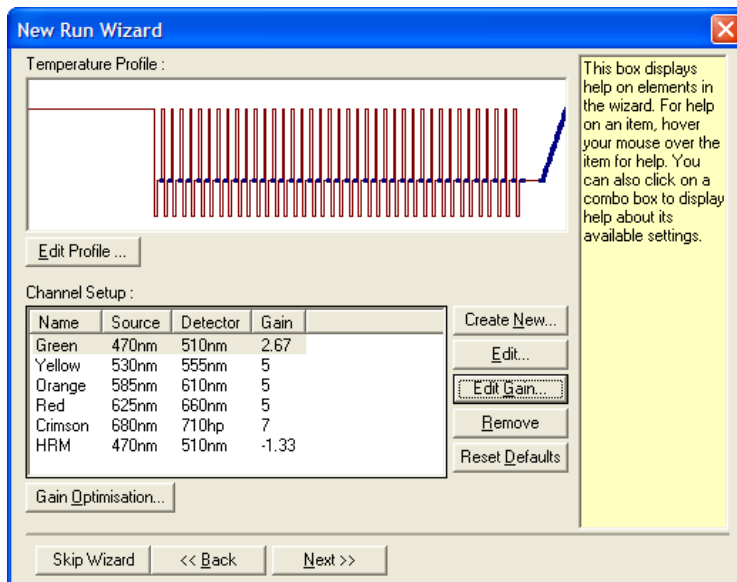 New Run Wizard
Temperature Profile :
This box displays
help on elements in
the wizard. For help
on an item, hover
your mouse over the
item for help. You
can also click on a
combo box to display
help about its
available settings.
Edit Profile ...
Channel Setup :
Name Source Detector Gain
Green 470nm 510nm 2.67
Yellow 530nm 555nm 5
Orange 585nm 610nm 5
Red 625nm 660nm 5
Crimson 680nm 710hp 7
HRM 470nm 510nm -1.33
Create New...
Edit...
Edit Gain...
Remove
Reset Defaults
Gain Optimisation...
Skip Wizard << Back Next >>